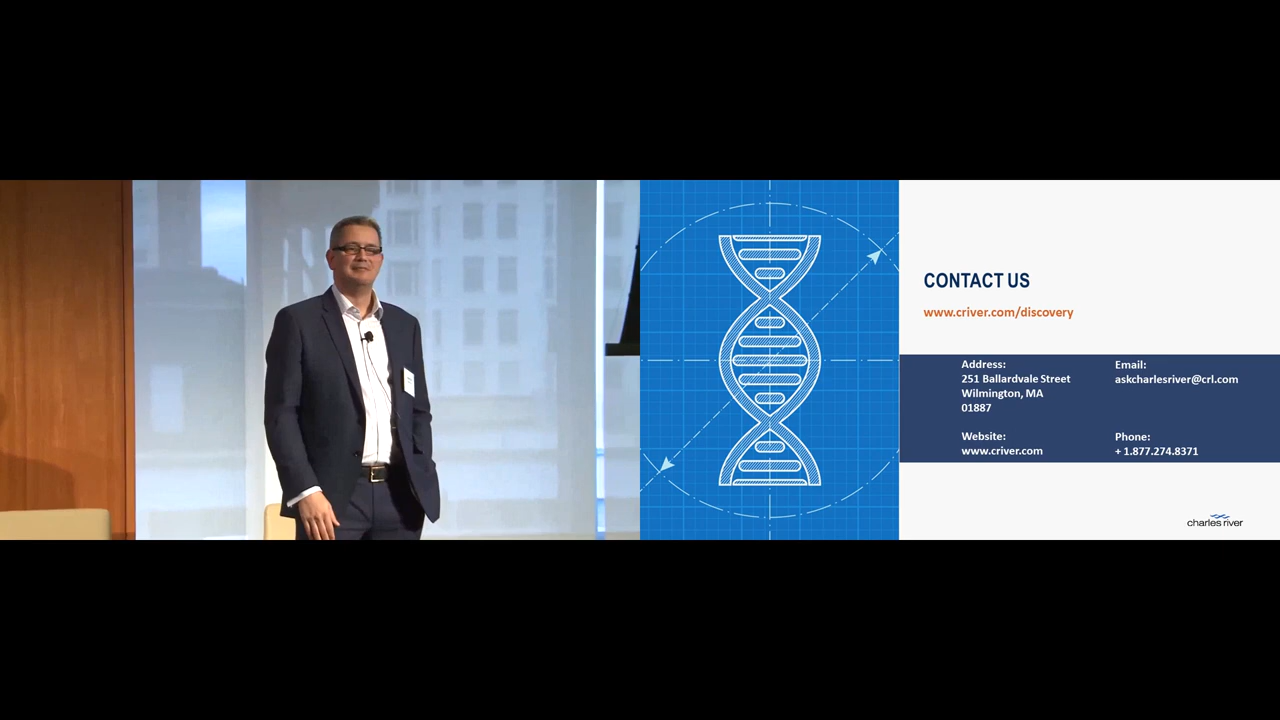 CONTACT US
www.criver.com/discovery
Address:
251 Ballardvale Street
Wilmington, MA
01887
Email:
askcharlesriver@crl.com
Website:
www.criver.com
Phone:
+ 1.877.274.8371
charles river